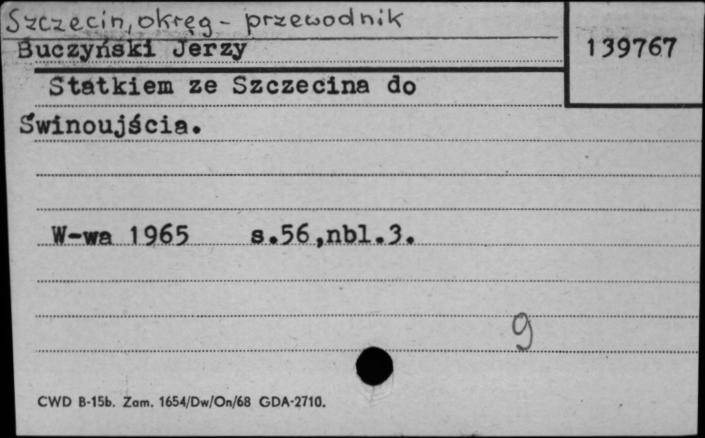 Szczecin, okręg - przewodnik
Buczyński Jerzy
139767
Statkiem ze Szczecina do
Świnoujścia.
W-wa 1965 s.56,nbl.3.
9
CWD B-15b. Zam. 1654/Dw/On/68 GDA-2710.